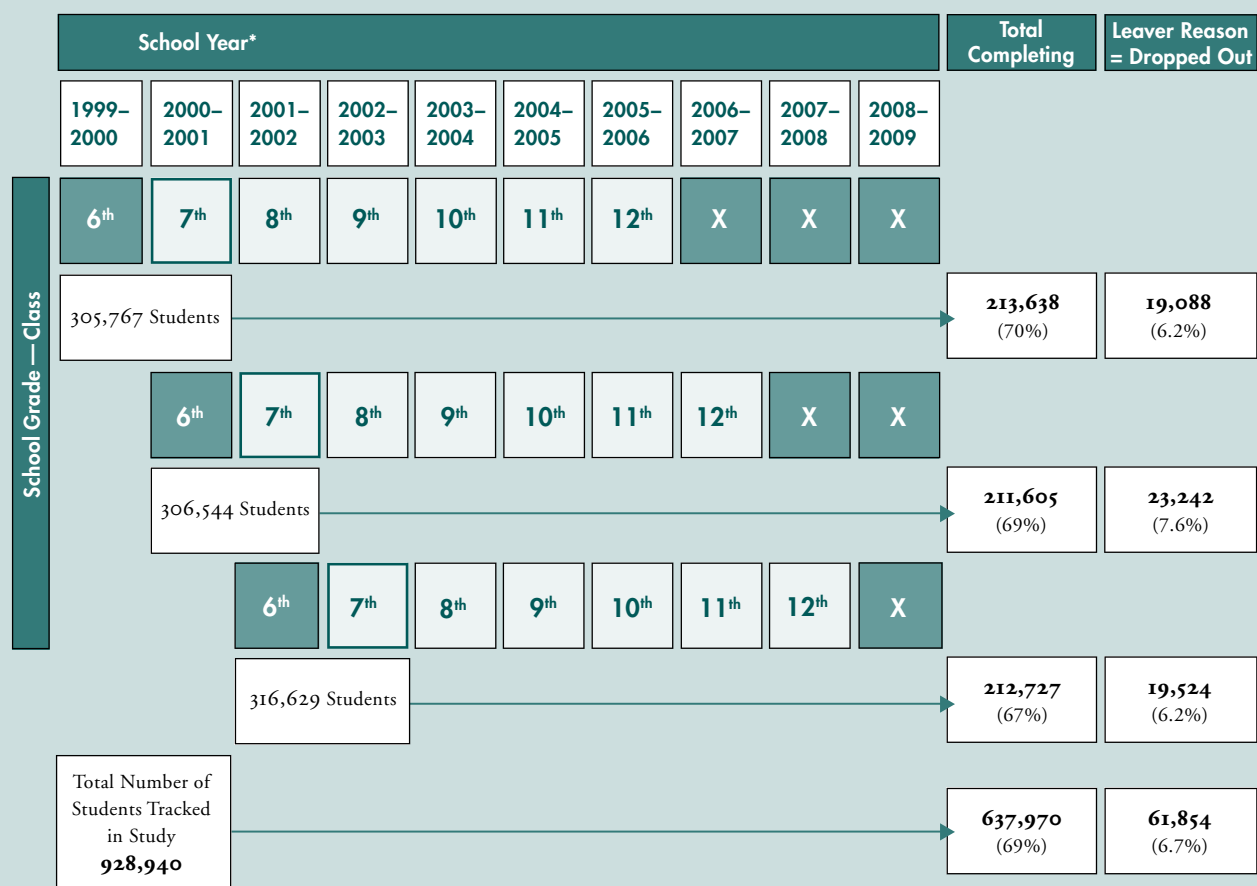 School Year*
Total
Completing
Leaver Reason
= Dropped Out
1999–
2000
2000–
2001
2001–
2002
2002–
2003
2003–
2004
2004–
2005
2005–
2006
2006–
2007
2007–
2008
2008–
2009
School Grade — Class
6th 7th 8th 9th 10th 11th 12th X X X
305,767 Students
213,638
(70%)
19,088
(6.2%)
6th 7th 8th 9th 10th 11th 12th X X
306,544 Students
211,605
(69%)
23,242
(7.6%)
6th 7th 8th 9th 10th 11th 12th X
316,629 Students
212,727
(67%)
19,524
(6.2%)
Total Number of
Students Tracked
in Study
928,940
637,970
(69%)
61,854
(6.7%)